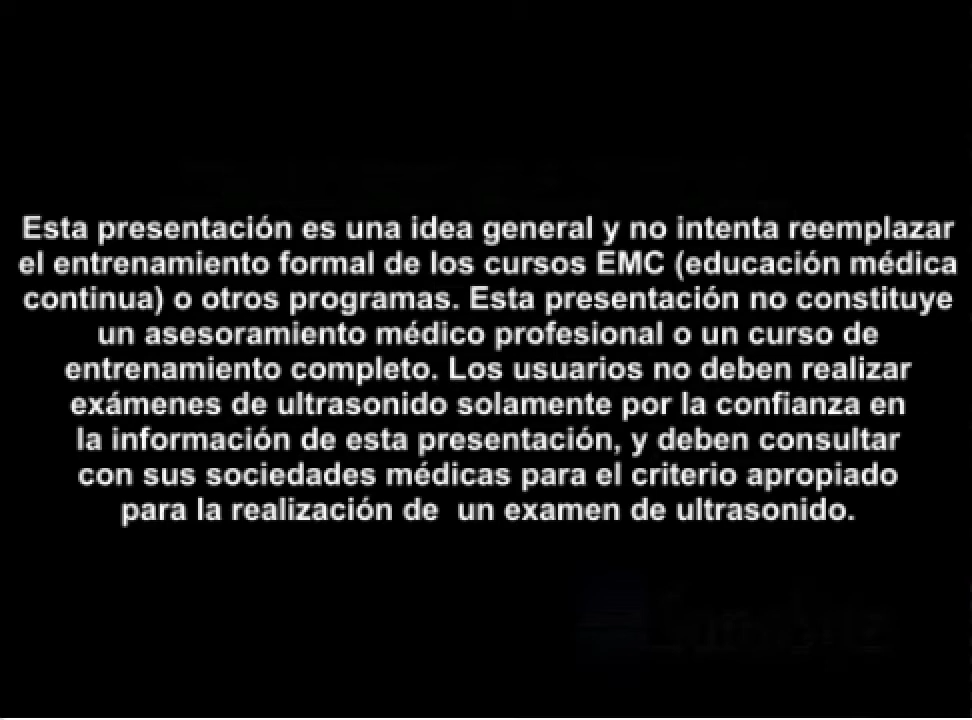 Esta presentación es una idea general y no intenta reemplazar
el entrenamiento formal de los cursos EMC (educación médica
continua) o otros programas. Esta presentación no constituye
un asesoramiento médico profesional o un curso de
entrenamiento completo. Los usuarios no deben realizar
exámenes de ultrasonido solamente por la confianza en
la información de esta presentación, y deben consultar
con sus sociedades médicas para el criterio apropiado
para la realización de  un examen de ultrasonido.